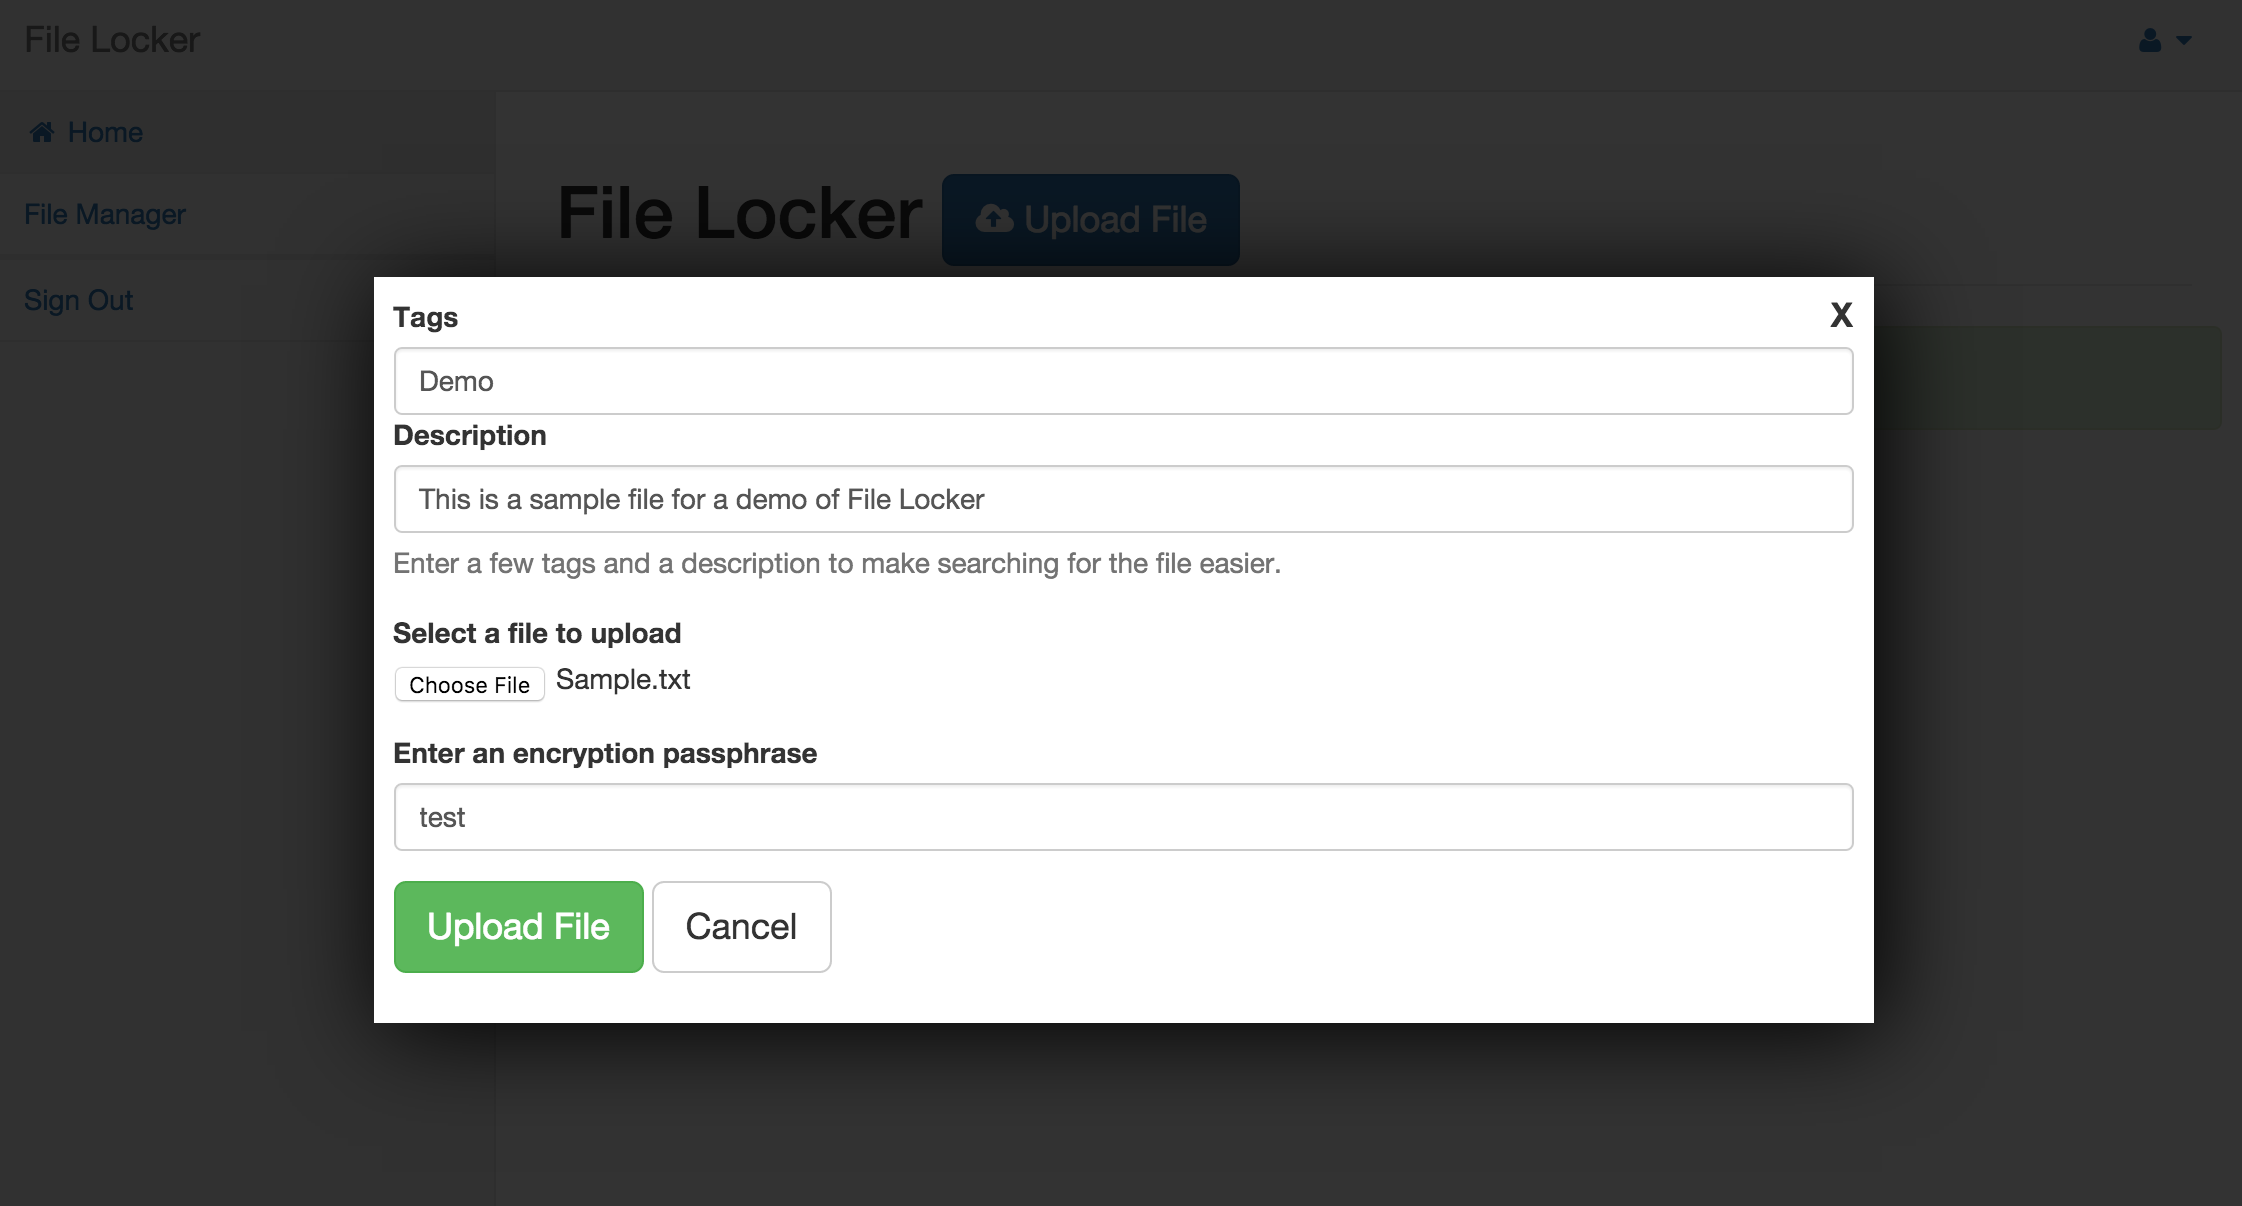 File Locker
Home
File Manager
Sign Out
File Locker
Upload File
Tags
X
Demo
Description
This is a sample file for a demo of File Locker
Enter a few tags and a description to make searching for the file easier.
Select a file to upload
Choose File Sample.txt
Enter an encryption passphrase
test
Upload File
Cancel